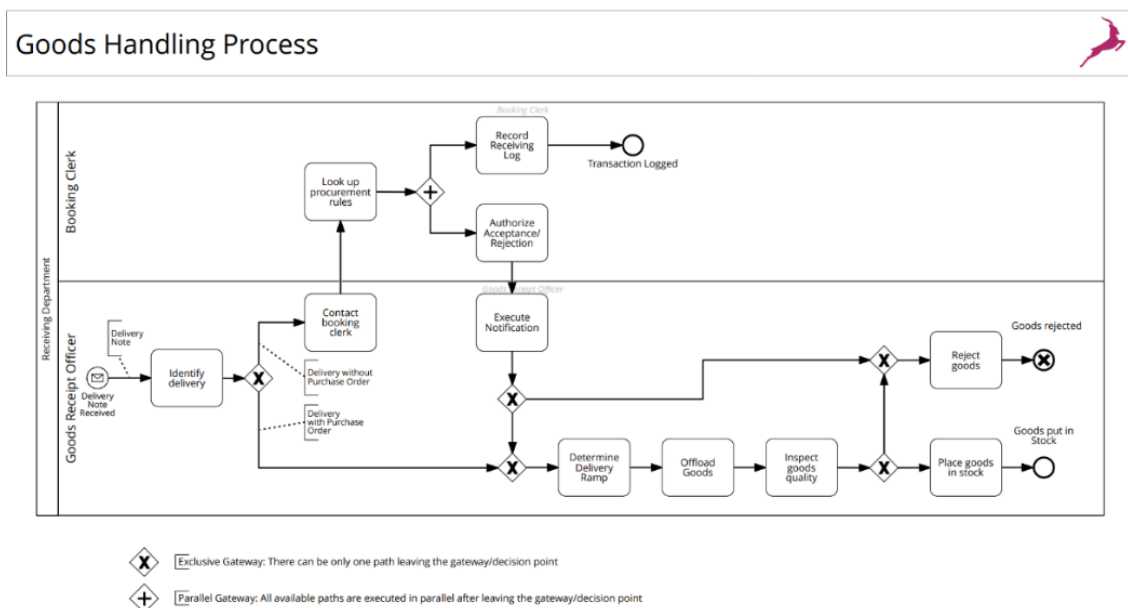 Goods Handling Process
Receiving Department
Booking Clerk
Booking Clerk
Record
Receiving
Log
Transaction Logged
Look up
procurement
rules
Authorize
Acceptance/
Rejection
Goods Receipt Officer
Goods Receipt Officer
Contact
booking
clerk
Execute
Notification
Delivery
Note
Delivery
Note
Received
Identify
delivery
Delivery without
Purchase Order
Delivery
with Purchase
Order
Determine
Delivery
Ramp
Offload
Goods
Inspect
goods
quality
Reject
goods
Goods rejected
Place goods
in stock
Goods put in
Stock
Exclusive Gateway: There can be only one path leaving the gateway/decision point
Parallel Gateway: All available paths are executed in parallel after leaving the gateway/decision point